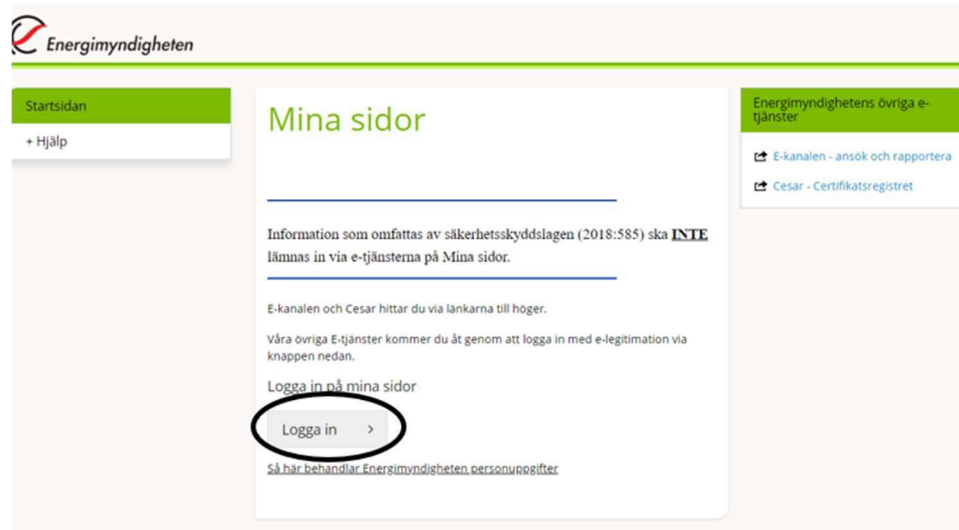 Energimyndigheten
Startsidan
+ Hjälp
Mina sidor
Information som omfattas av säkerhetsskyddslagen (2018:585) ska INTE
lämnas in via e-tjänsterna på Mina sidor.
E-kanalen och Cesar hittar du via länkarna till höger.
Våra övriga E-tjänster kommer du åt genom att logga in med e-legitimation via
knappen nedan.
Logga in på mina sidor
Logga in >
Så här behandlar Energimyndigheten personuppgifter
Energimyndighetens övriga e-
tjänster
E-kanalen - ansök och rapportera
Cesar - Certifikatsregistret